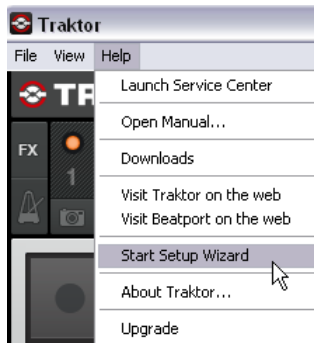 Traktor
File View Help
TR
FX
1
Launch Service Center
Open Manual...
Downloads
Visit Traktor on the web
Visit Beatport on the web
Start Setup Wizard
About Traktor...
Upgrade